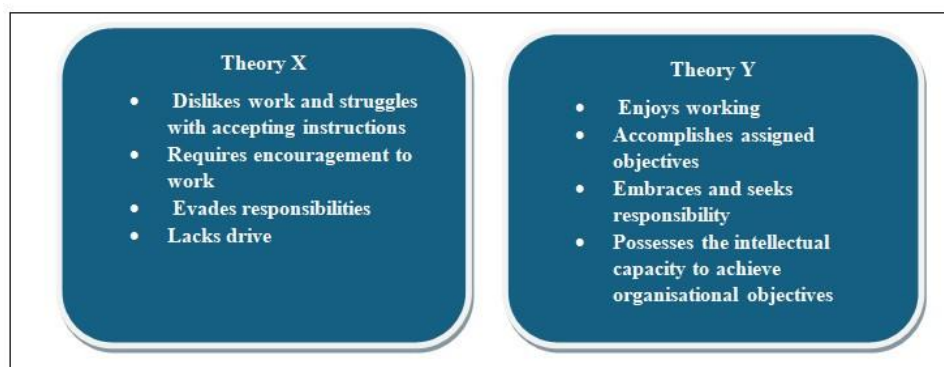 Theory X
• Dislikes work and struggles
with accepting instructions
• Requires encouragement to
work
• Evades responsibilities
• Lacks drive
Theory Y
• Enjoys working
• Accomplishes assigned
objectives
• Embraces and seeks
responsibility
• Possesses the intellectual
capacity to achieve
organisational objectives